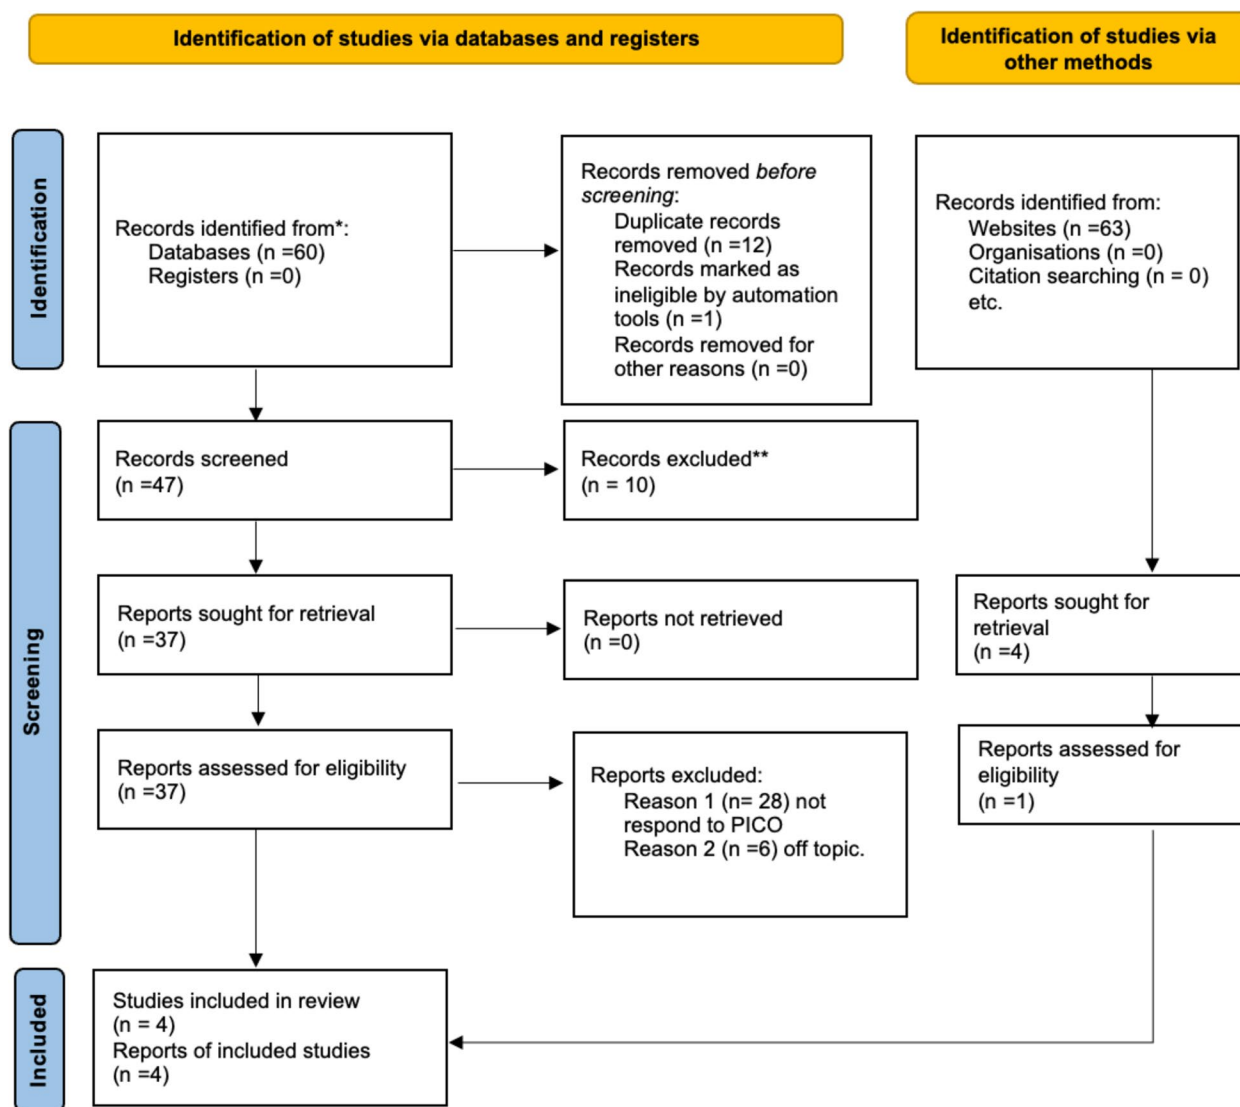 Identification of studies via databases and registers
Identification of studies via
other methods
Identification
Records identified from*:
Databases (n =60)
Registers (n =0)
Records removed before
screening:
Duplicate records
removed (n =12)
Records marked as
ineligible by automation
tools (n =1)
Records removed for
other reasons (n =0)
Records identified from:
Websites (n =63)
Organisations (n =0)
Citation searching (n = 0)
etc.
Screening
Records screened
(n =47)
Records excluded**
(n = 10)
Reports sought for retrieval
(n =37)
Reports not retrieved
(n =0)
Reports sought for
retrieval
(n =4)
Reports assessed for eligibility
(n =37)
Reports excluded:
Reason 1 (n= 28) not
respond to PICO
Reason 2 (n =6) off topic.
Reports assessed for
eligibility
(n =1)
Included
Studies included in review
(n = 4)
Reports of included studies
(n =4)